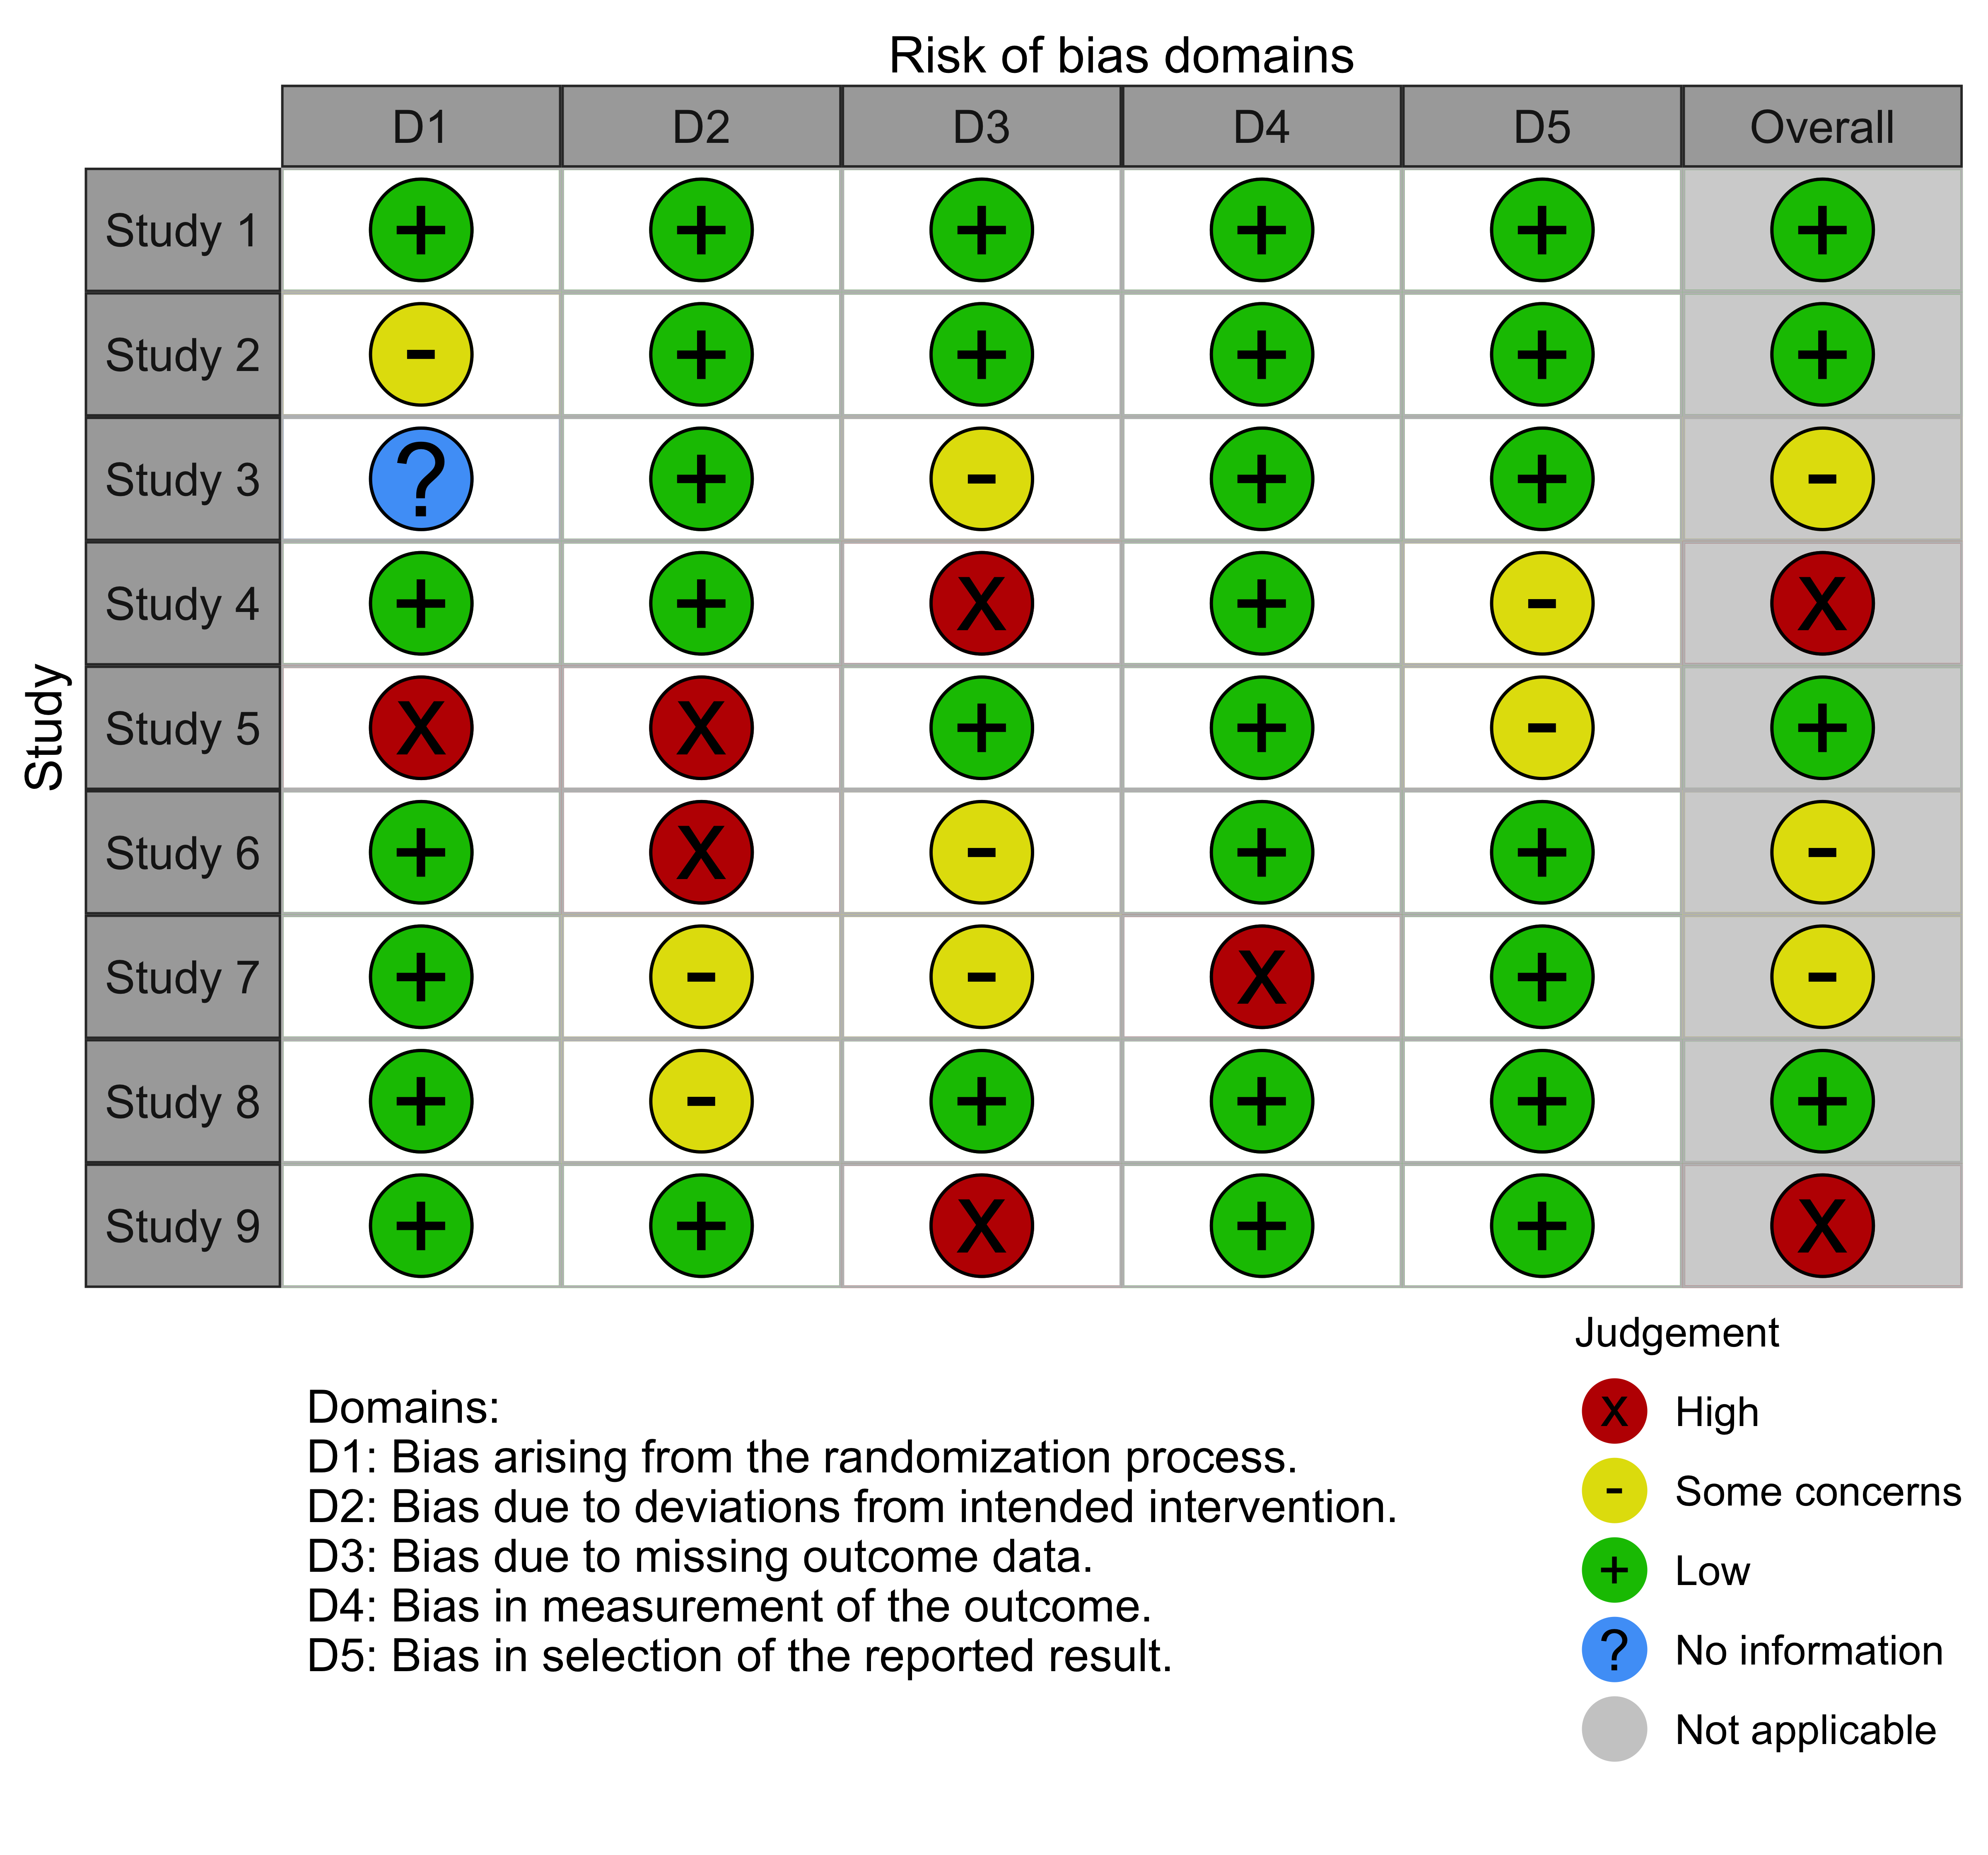 Risk of bias domains
D1 D2 D3 D4 D5 Overall
Study
Study 1 + + + + + +
Study 2 - + + + + +
Study 3 ? + - + + -
Study 4 + + X + - X
Study 5 X X + + - +
Study 6 + X - + + -
Study 7 + - - X + -
Study 8 + - + + + +
Study 9 + + X + + X
Judgement
X High
- Some concerns
+ Low
? No information
Not applicable
Domains:
D1: Bias arising from the randomization process.
D2: Bias due to deviations from intended intervention.
D3: Bias due to missing outcome data.
D4: Bias in measurement of the outcome.
D5: Bias in selection of the reported result.